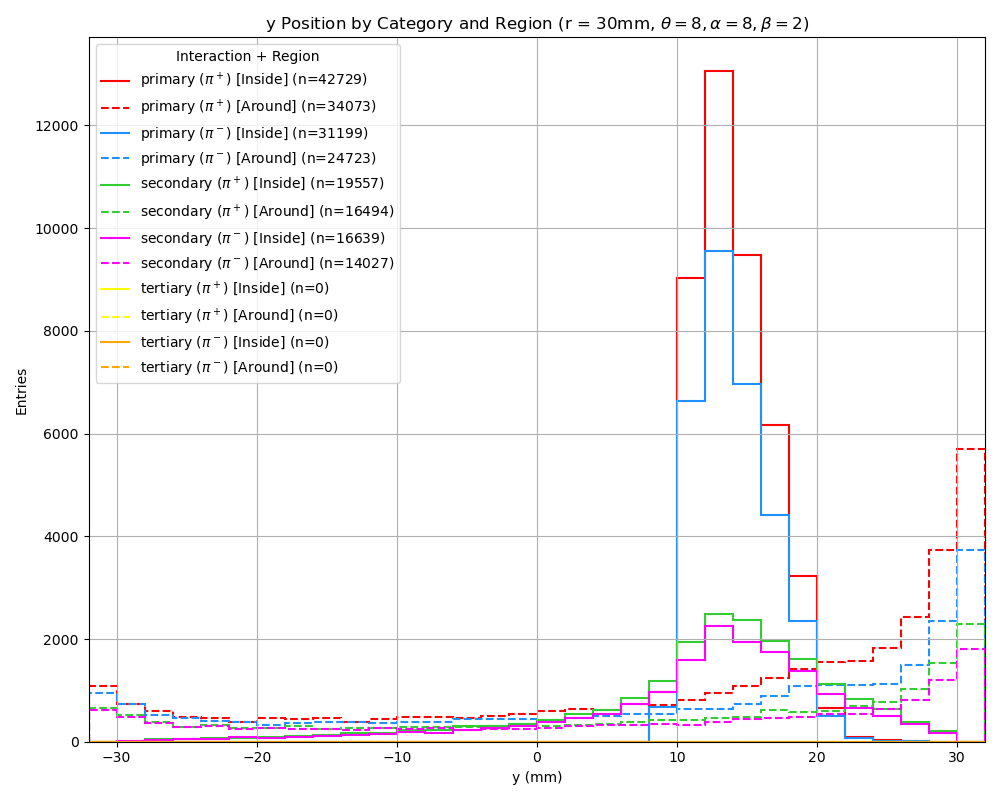 y Position by Category and Region (r = 30mm, θ = 8, α = 8, β = 2)
Interaction + Region
primary (π⁺) [Inside] (n=42729)
primary (π⁺) [Around] (n=34073)
primary (π⁻) [Inside] (n=31199)
primary (π⁻) [Around] (n=24723)
secondary (π⁺) [Inside] (n=19557)
secondary (π⁺) [Around] (n=16494)
secondary (π⁻) [Inside] (n=16639)
secondary (π⁻) [Around] (n=14027)
tertiary (π⁺) [Inside] (n=0)
tertiary (π⁺) [Around] (n=0)
tertiary (π⁻) [Inside] (n=0)
tertiary (π⁻) [Around] (n=0)
Entries
12000
10000
8000
6000
4000
2000
0
−30 −20 −10 0 10 20 30
y (mm)